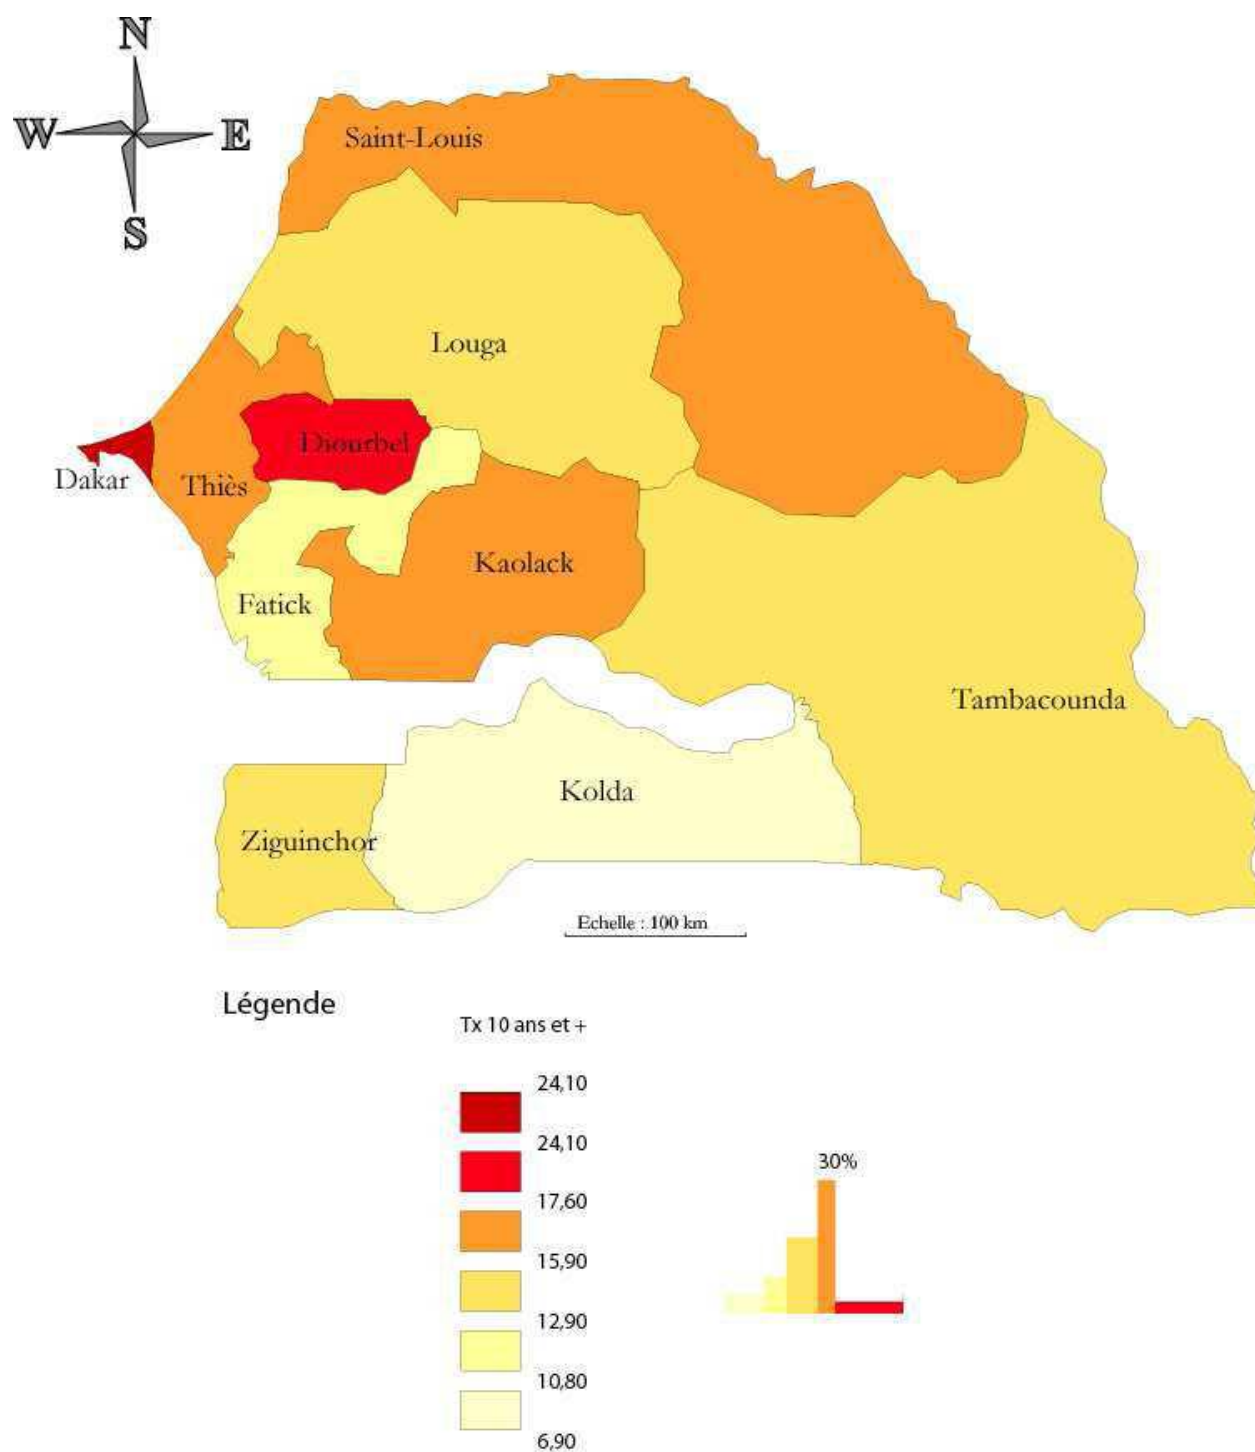 N
W
E
S
Saint-Louis
Louga
Diourbel
Dakar
Thiès
Kaolack
Fatick
Tambacounda
Kolda
Ziguinchor
Echelle : 100 km
Légende
Tx 10 ans et +
24,10
24,10
17,60
15,90
12,90
10,80
6,90
30%